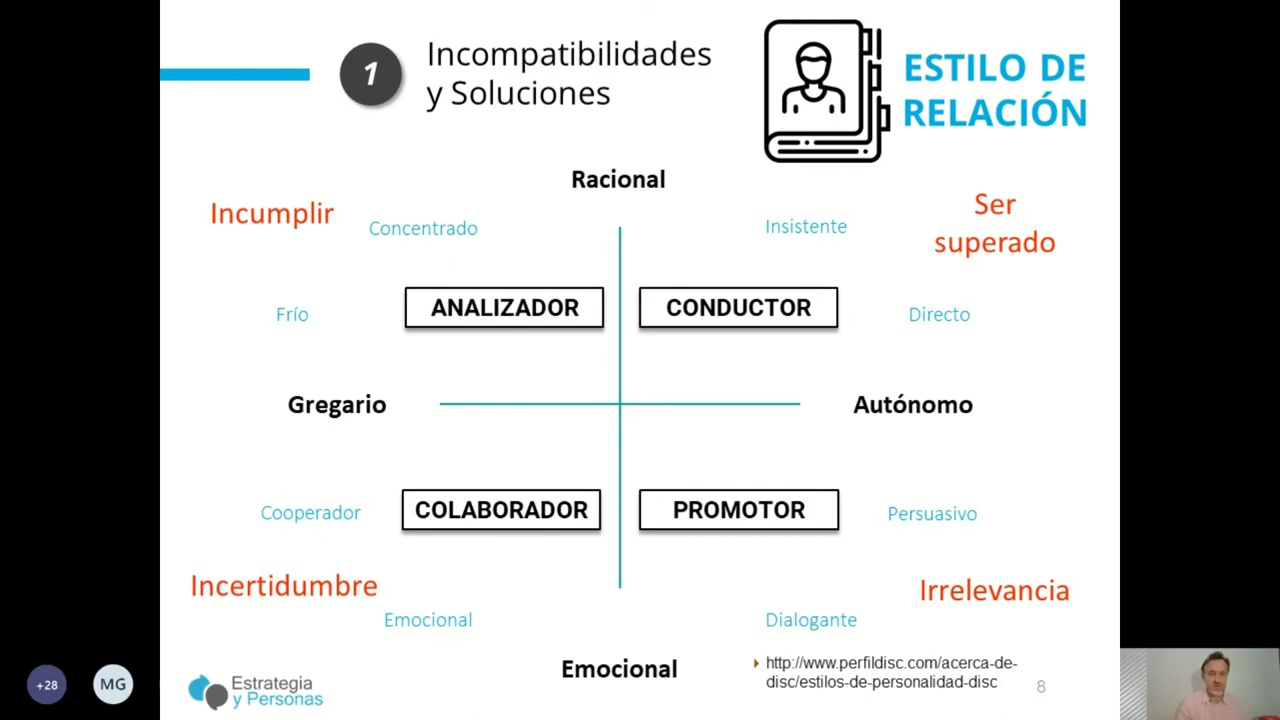 1
Incompatibilidades
y Soluciones
ESTILO DE
RELACIÓN
Racional
Incumplir
Concentrado
Insistente
Ser
superado
Frío
ANALIZADOR
CONDUCTOR
Directo
Gregario
Autónomo
Cooperador
COLABORADOR
PROMOTOR
Persuasivo
Incertidumbre
Irrelevancia
Emocional
Dialogante
Emocional
http://www.perfildisc.com/acerca-de-
disc/estilos-de-personalidad-disc
8
+28
MG
Estrategia
y Personas